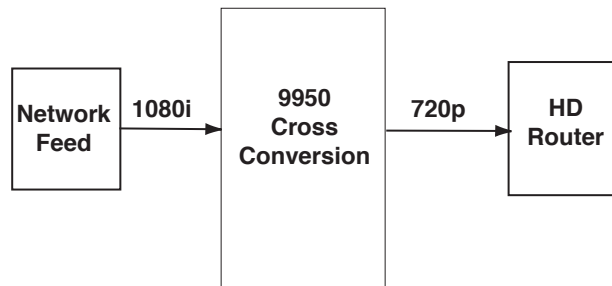 Network
Feed
1080i
9950
Cross
Conversion
720p
HD
Router